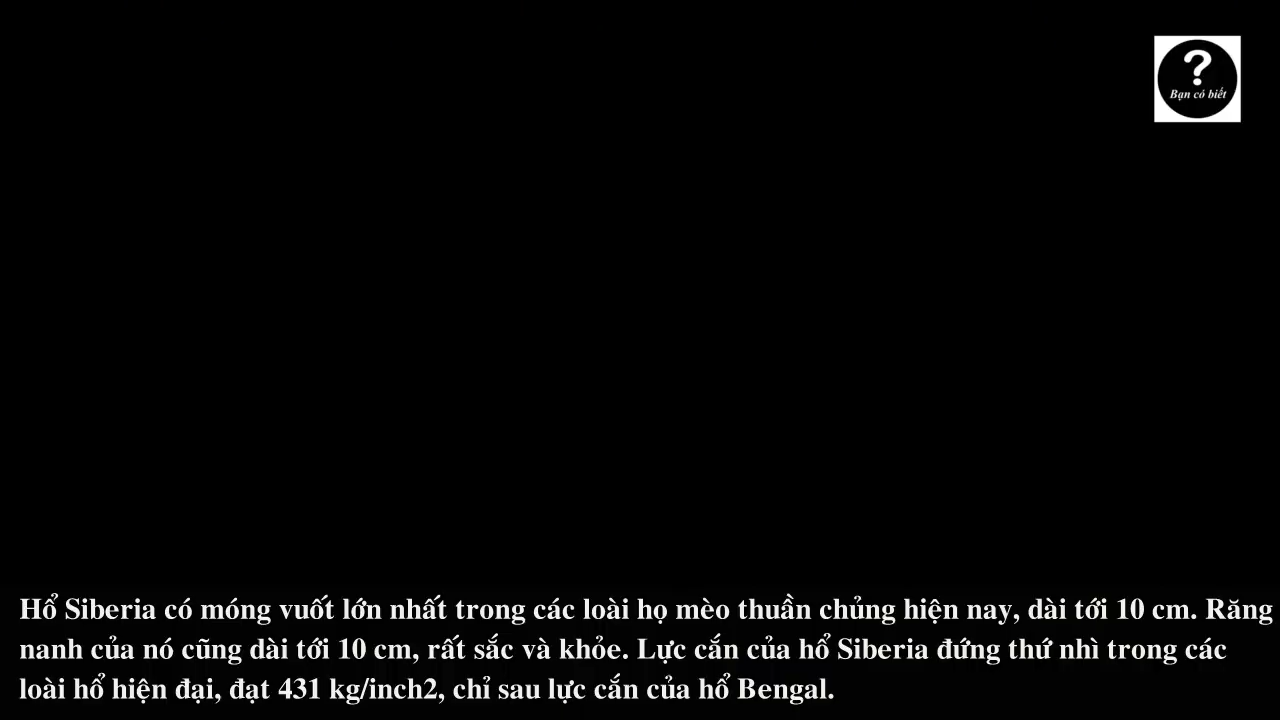 ?
Bạn có biết
Hổ Siberia có móng vuốt lớn nhất trong các loài họ mèo thuần chủng hiện nay, dài tới 10 cm. Răng
nanh của nó cũng dài tới 10 cm, rất sắc và khỏe. Lực cắn của hổ Siberia đứng thứ nhì trong các
loài hổ hiện đại, đạt 431 kg/inch2, chỉ sau lực cắn của hổ Bengal.